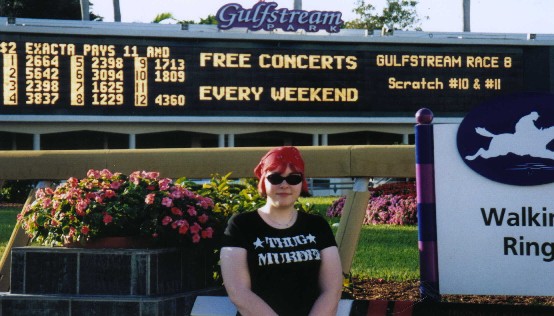 Gulfstream
PARK
$2 EXACTA PAYS 11 AND
1 2664 5 2398 9 1713
2 5642 6 3094 10 1809
3 2398 7 1625 11
4 3837 8 1229 12 4360
FREE CONCERTS
EVERY WEEKEND
GULFSTREAM RACE 8
Scratch #10 & #11
Walkin
Ring
THUG
MURDER